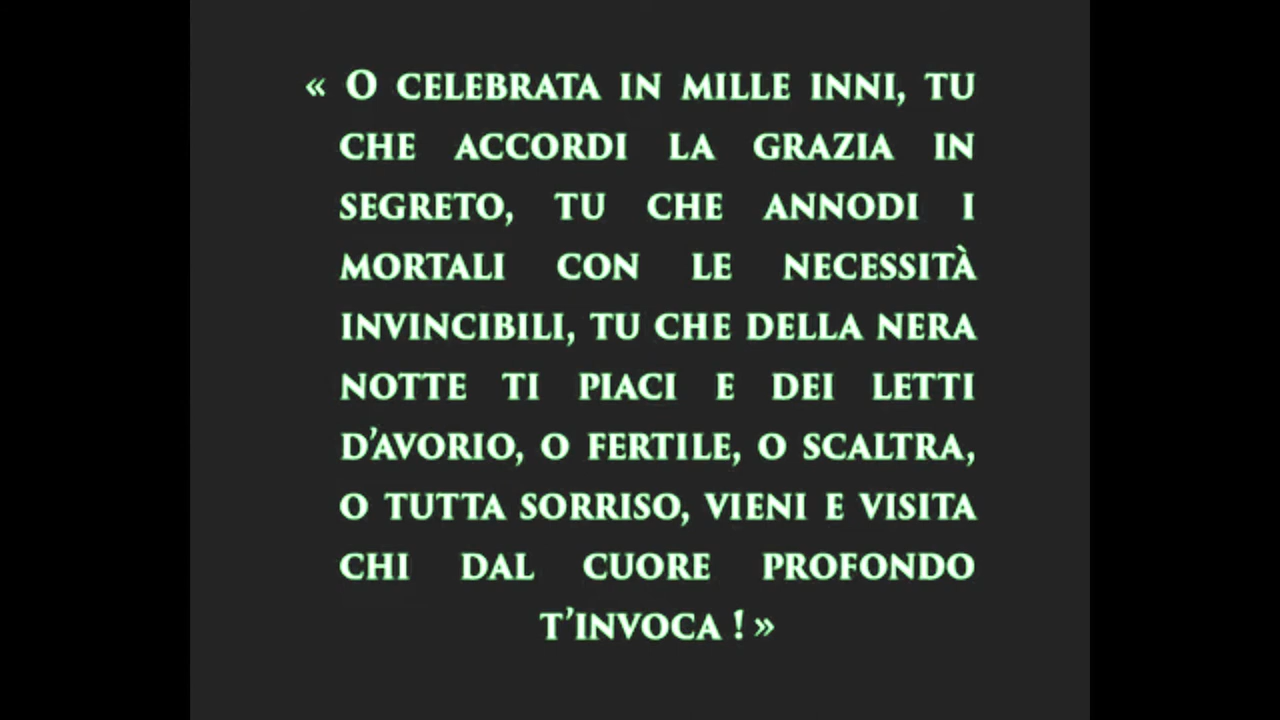 « O CELEBRATA IN MILLE INNI, TU
CHE ACCORDI LA GRAZIA IN
SEGRETO, TU CHE ANNODI I
MORTALI CON LE NECESSITÀ
INVINCIBILI, TU CHE DELLA NERA
NOTTE TI PIACI E DEI LETTI
D’AVORIO, O FERTILE, O SCALTRA,
O TUTTA SORRISO, VIENI E VISITA
CHI DAL CUORE PROFONDO
T’INVOCA ! »